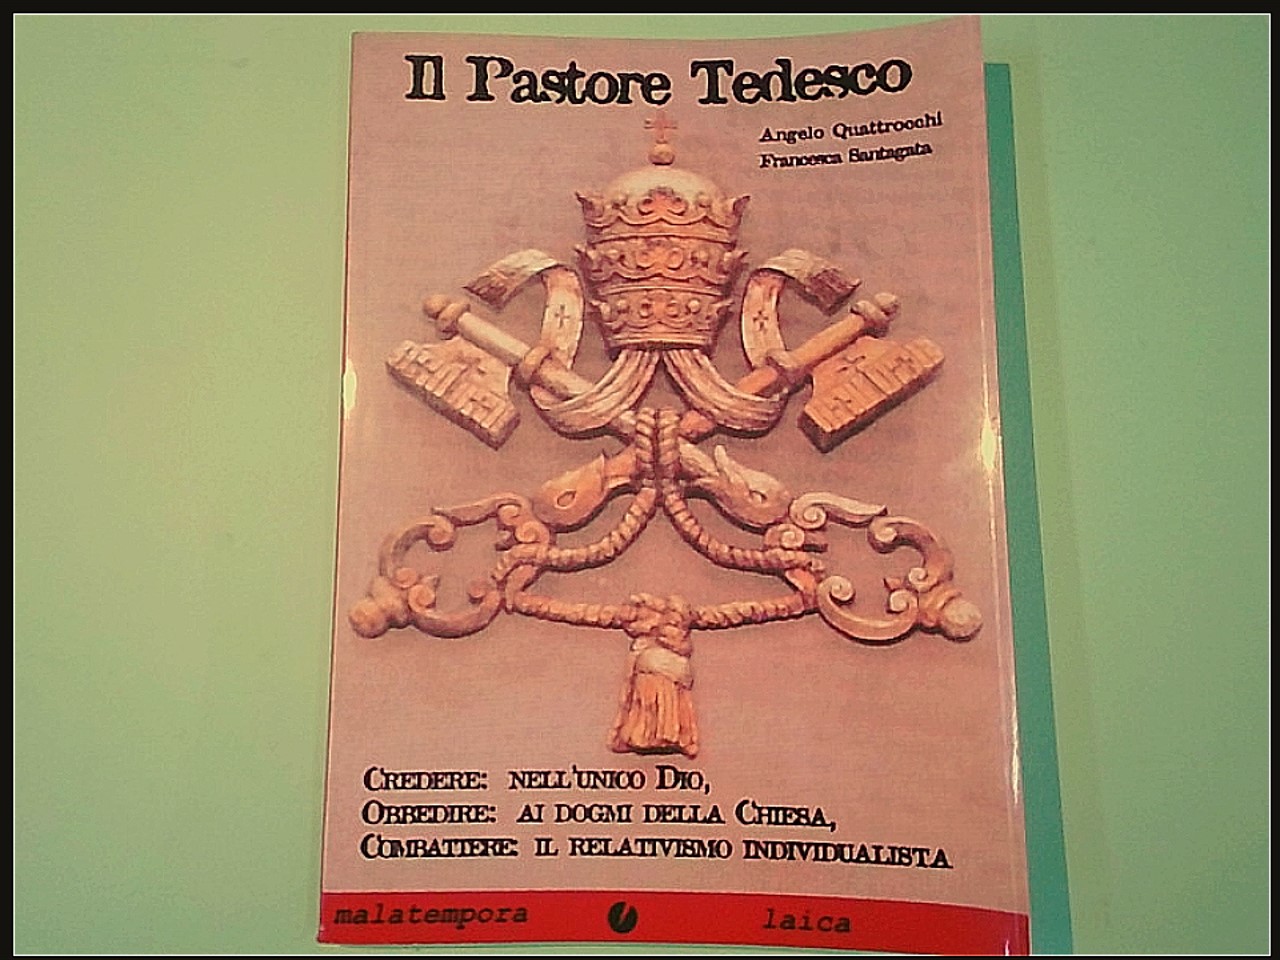 Il Pastore Tedesco
Angelo Quattrocchi
Francesca Santagata
CREDERE: NELL'UNICO DIO,
OBBEDIRE: AI DOGMI DELLA CHIESA,
COMBATTERE: IL RELATIVISMO INDIVIDUALISTA
malatempora laica